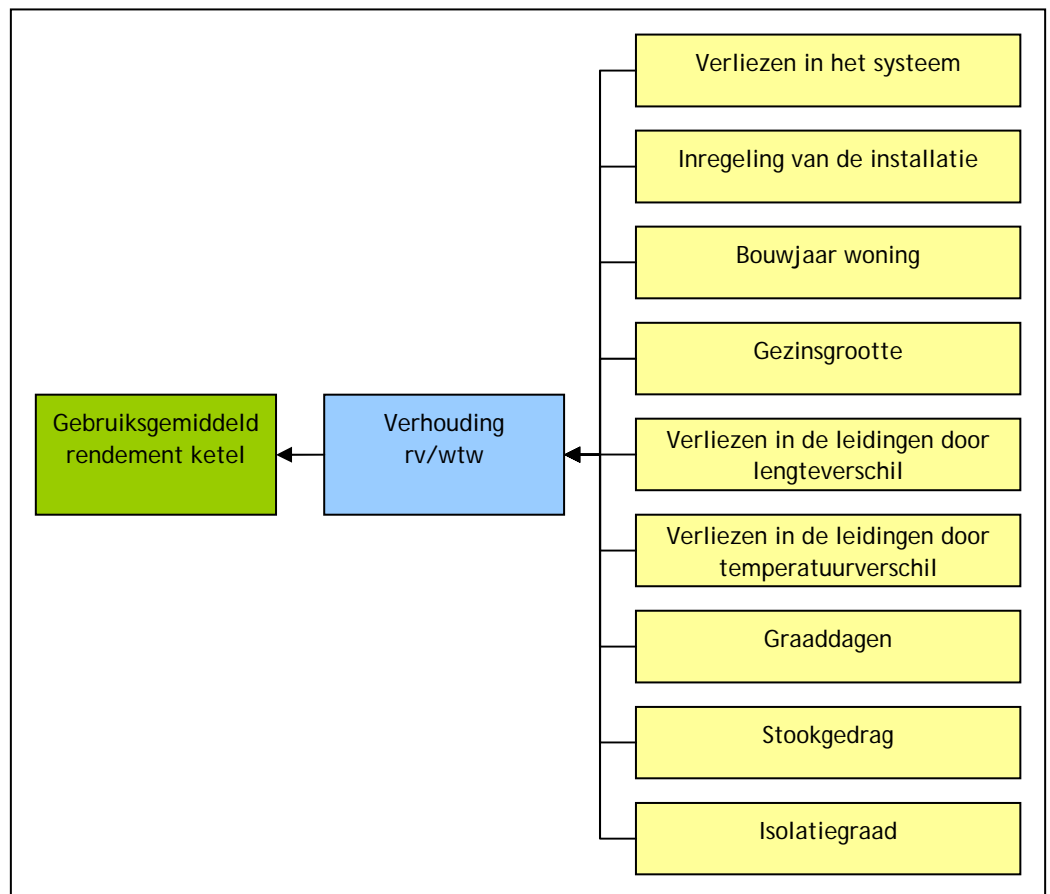 Verliezen in het systeem
Inregeling van de installatie
Bouwjaar woning
Gezinsgrootte
Gebruiksgemiddeld
rendement ketel
Verhouding
rv/wtw
Verliezen in de leidingen door
lengteverschil
Verliezen in de leidingen door
temperatuurverschil
Graaddagen
Stookgedrag
Isolatiegraad